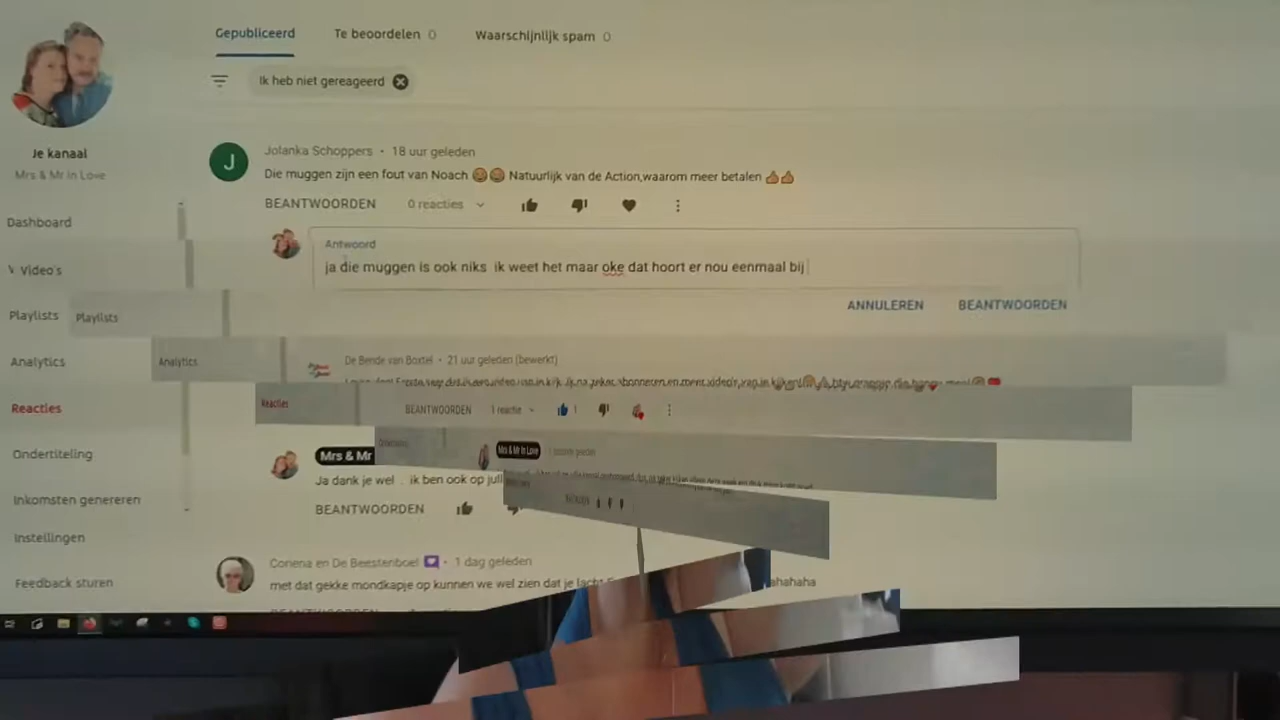 Gepubliceerd
Te beoordelen 0
Waarschijnlijk spam 0
Ik heb niet gereageerd
Je kanaal
Mrs & Mr In Love
J
Jolanka Schoppers • 18 uur geleden
Die muggen zijn een fout van Noach Natuurlijk van de Action,waarom meer betalen
BEANTWOORDEN 0 reacties
Antwoord
ja die muggen is ook niks ik weet het maar oke dat hoort er nou eenmaal bij
ANNULEREN BEANTWOORDEN
Dashboard
Video's
Playlists
Playlists
Analytics
Analytics
Reacties
Reacties
Ondertiteling
Inkomsten genereren
Instellingen
Feedback sturen
De Bende van Boxtel • 21 uur geleden (bewerkt)
BEANTWOORDEN 1 reactie 1
Mrs & Mr In Love
Mrs & Mr
Ja dank je wel . ik ben ook op jull
BEANTWOORDEN
Coriena en De Beestenboel • 1 dag geleden
met dat gekke mondkapje op kunnen we wel zien dat je lacht
ahahaha